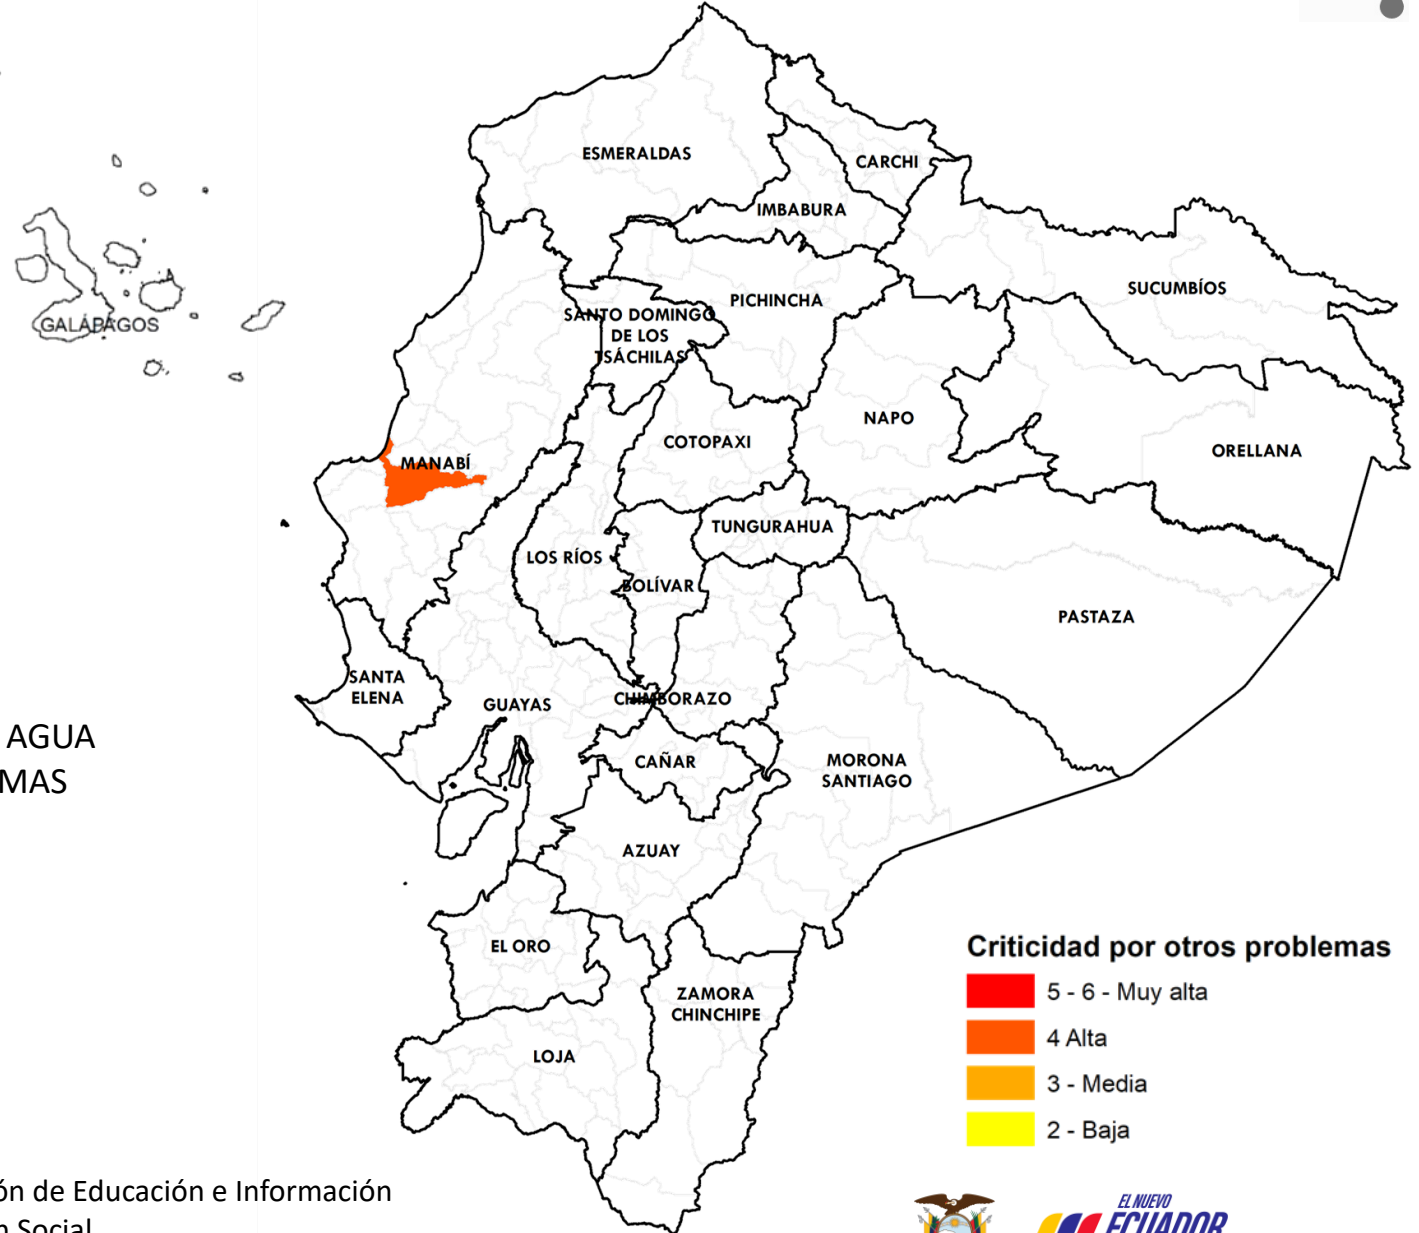 ESMERALDAS
CARCHI
IMBABURA
SUCUMBÍOS
PICHINCHA
SANTO DOMINGO
DE LOS
TSÁCHILAS
GALÁPAGOS
NAPO
COTOPAXI
ORELLANA
MANABÍ
TUNGURAHUA
LOS RÍOS
BOLÍVAR
PASTAZA
SANTA
ELENA
GUAYAS
CHIMBORAZO
AGUA
MAS
CAÑAR
MORONA
SANTIAGO
AZUAY
EL ORO
ZAMORA
CHINCHIPE
LOJA
Criticidad por otros problemas
5 - 6 - Muy alta
4 Alta
3 - Media
2 - Baja
ón de Educación e Información
n Social
EL NUEVO
ECUADOR